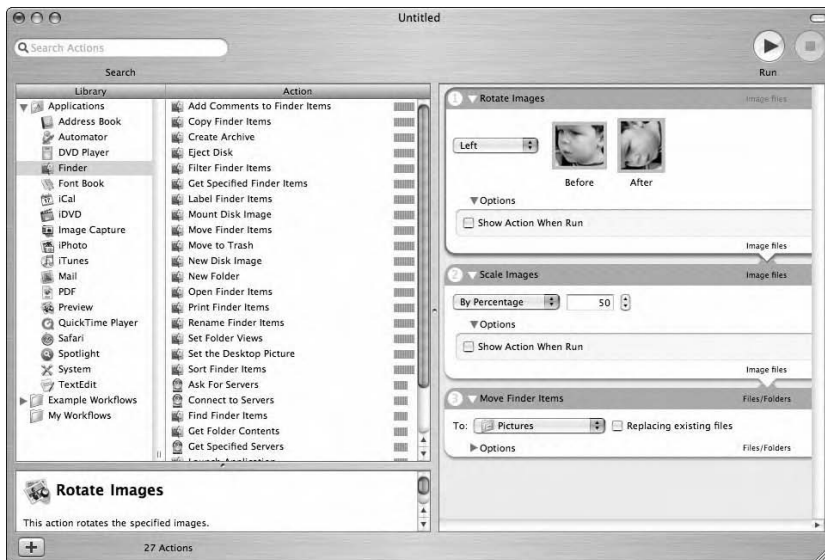 Untitled
Search Actions
Search
Run
Library
Action
Applications
Address Book
Automator
DVD Player
Finder
Font Book
iCal
iDVD
Image Capture
iPhoto
iTunes
Mail
PDF
Preview
QuickTime Player
Safari
Spotlight
System
TextEdit
Example Workflows
My Workflows
Add Comments to Finder Items
Copy Finder Items
Create Archive
Eject Disk
Filter Finder Items
Get Specified Finder Items
Label Finder Items
Mount Disk Image
Move Finder Items
Move to Trash
New Disk Image
New Folder
Open Finder Items
Print Finder Items
Rename Finder Items
Set Folder Views
Set the Desktop Picture
Sort Finder Items
Ask For Servers
Connect to Servers
Find Finder Items
Get Folder Contents
Get Specified Servers
Launch Application
Rotate Images
This action rotates the specified images.
27 Actions
1 Rotate Images Image files
Left
Before After
Options
Show Action When Run
Image files
2 Scale Images Image files
By Percentage 50
Options
Show Action When Run
Image files
3 Move Finder Items Files/Folders
To: Pictures Replacing existing files
Options Files/Folders